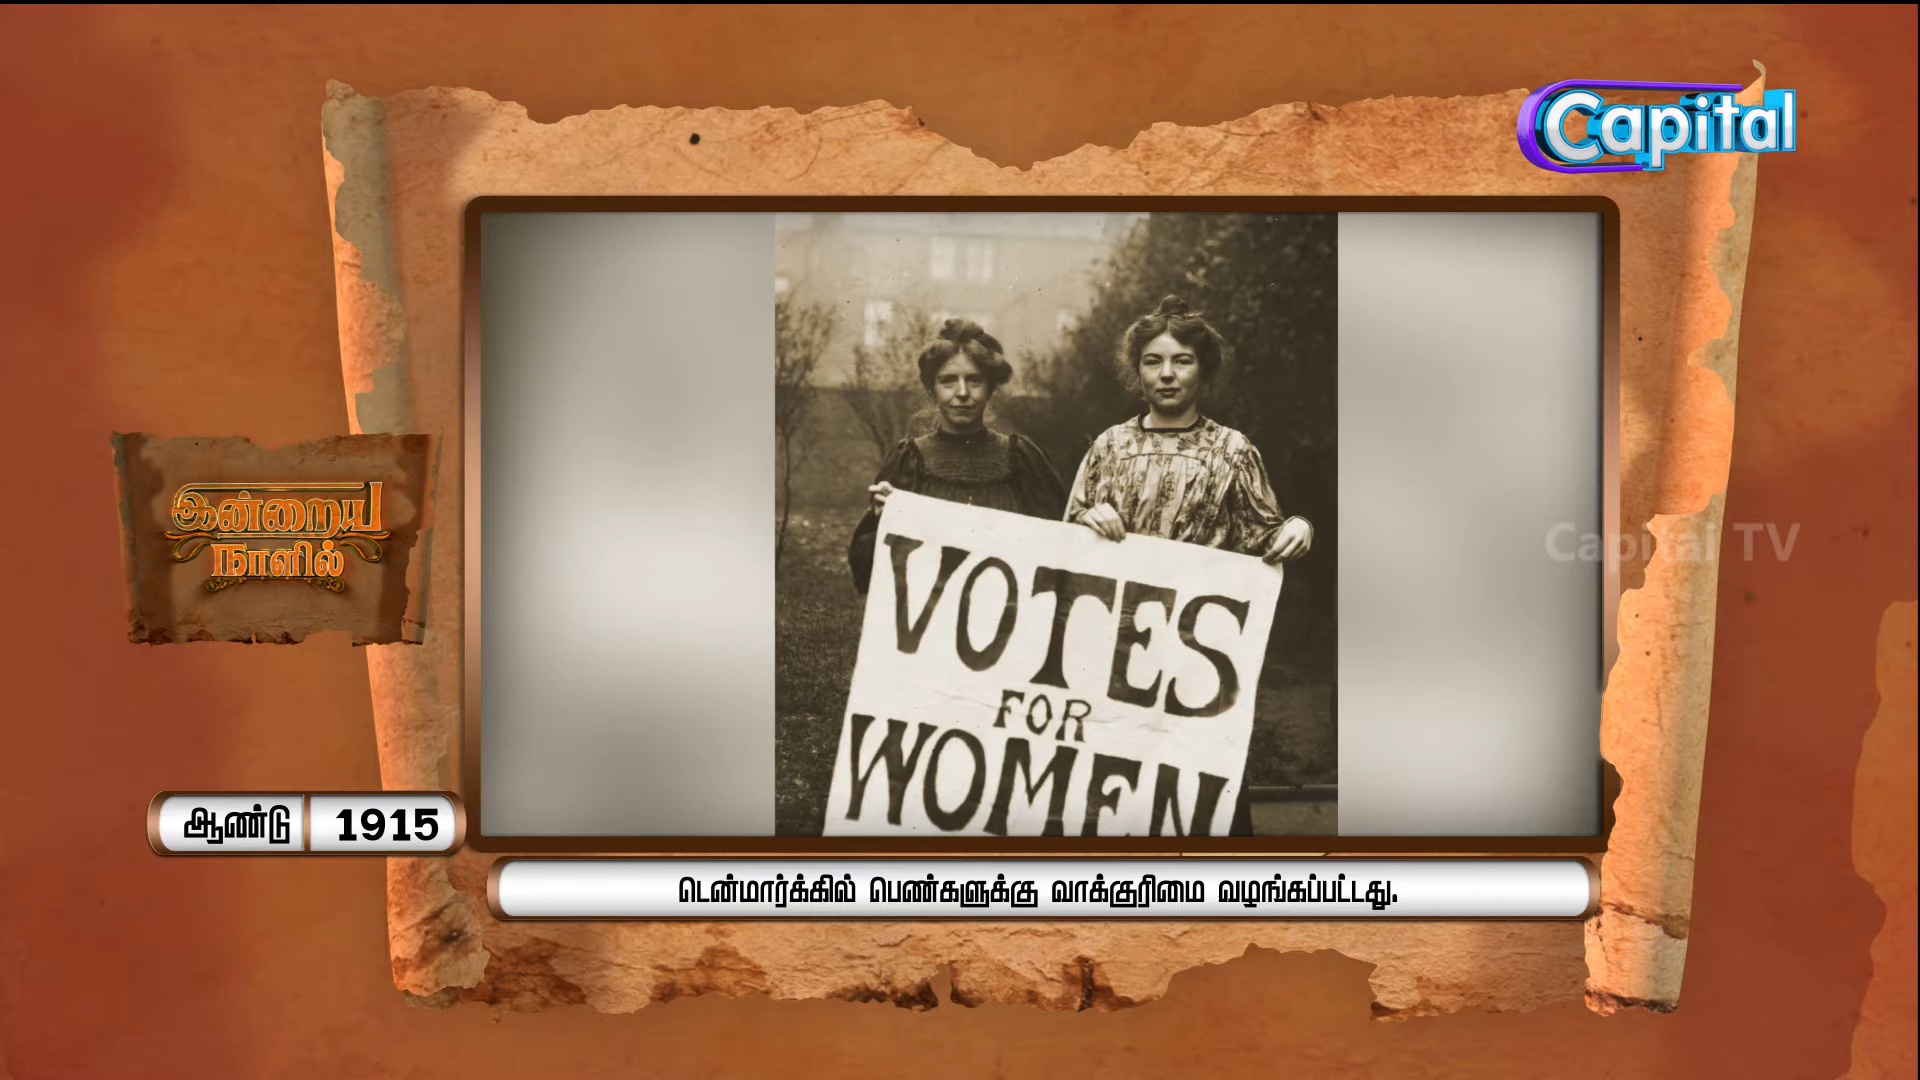 Capital
VOTES
FOR
WOMEN
Capital TV
இன்றைய
நாளில்
ஆண்டு 1915
டென்மார்க்கில் பெண்களுக்கு வாக்குரிமை வழங்கப்பட்டது.